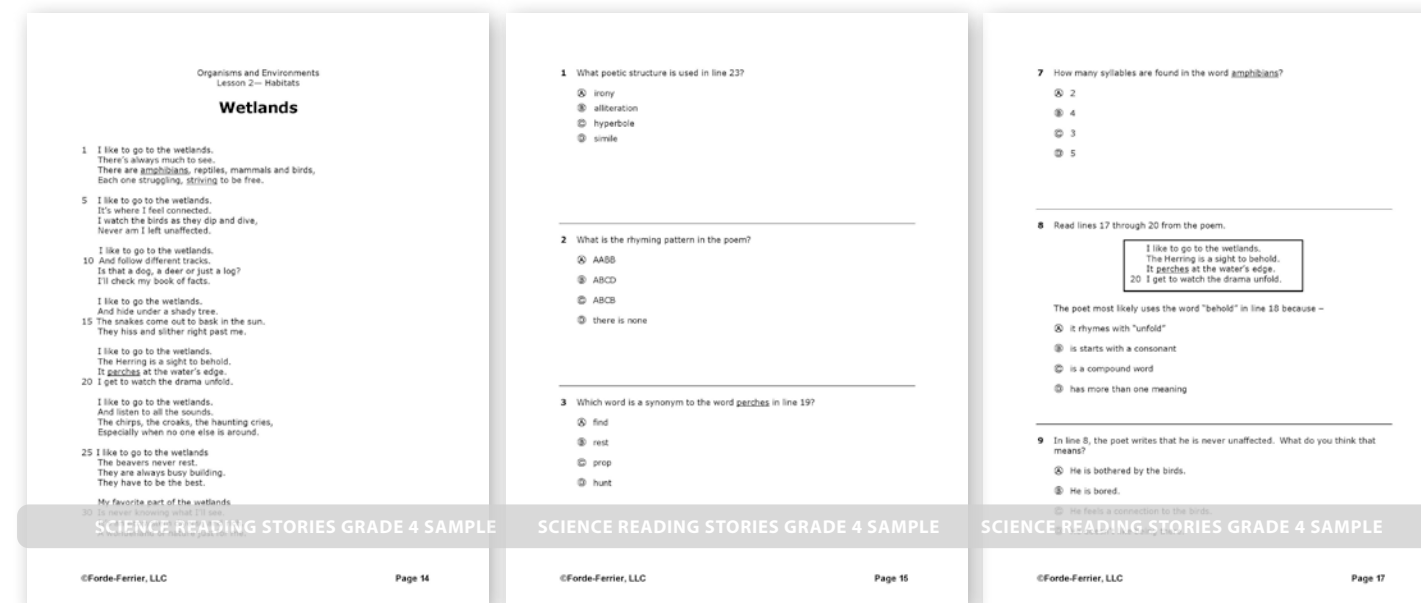 Organisms and Environments
Lesson 2— Habitats
Wetlands
1 I like to go to the wetlands.
There's always much to see.
There are amphibians, reptiles, mammals and birds,
Each one struggling, striving to be free.
5 I like to go to the wetlands.
It's where I feel connected.
I watch the birds as they dip and dive,
Never am I left unaffected.
I like to go to the wetlands.
10 And follow different tracks.
Is that a dog, a deer or just a log?
I'll check my book of facts.
I like to go the wetlands.
And hide under a shady tree.
15 The snakes come out to bask in the sun.
They hiss and slither right past me.
I like to go to the wetlands.
The Herring is a sight to behold.
It perches at the water's edge.
20 I get to watch the drama unfold.
I like to go to the wetlands.
And listen to all the sounds.
The chirps, the croaks, the haunting cries,
Especially when no one else is around.
25 I like to go to the wetlands
The beavers never rest.
They are always busy building.
They have to be the best.
My favorite part of the wetlands
30 Is never knowing what I'll see.
SCIENCE READING STORIES GRADE 4 SAMPLE
©Forde-Ferrier, LLC Page 14
1 What poetic structure is used in line 23?
Ⓐ irony
Ⓑ alliteration
Ⓒ hyperbole
Ⓓ simile
2 What is the rhyming pattern in the poem?
Ⓐ AABB
Ⓑ ABCD
Ⓒ ABCB
Ⓓ there is none
3 Which word is a synonym to the word perches in line 19?
Ⓐ find
Ⓑ rest
Ⓒ prop
Ⓓ hunt
SCIENCE READING STORIES GRADE 4 SAMPLE
©Forde-Ferrier, LLC Page 15
7 How many syllables are found in the word amphibians?
Ⓐ 2
Ⓑ 4
Ⓒ 3
Ⓓ 5
8 Read lines 17 through 20 from the poem.
I like to go to the wetlands.
The Herring is a sight to behold.
It perches at the water's edge.
20 I get to watch the drama unfold.
The poet most likely uses the word "behold" in line 18 because –
Ⓐ it rhymes with "unfold"
Ⓑ is starts with a consonant
Ⓒ is a compound word
Ⓓ has more than one meaning
9 In line 8, the poet writes that he is never unaffected. What do you think that
means?
Ⓐ He is bothered by the birds.
Ⓑ He is bored.
Ⓒ He feels a connection to the birds.
SCIENCE READING STORIES GRADE 4 SAMPLE
©Forde-Ferrier, LLC Page 17